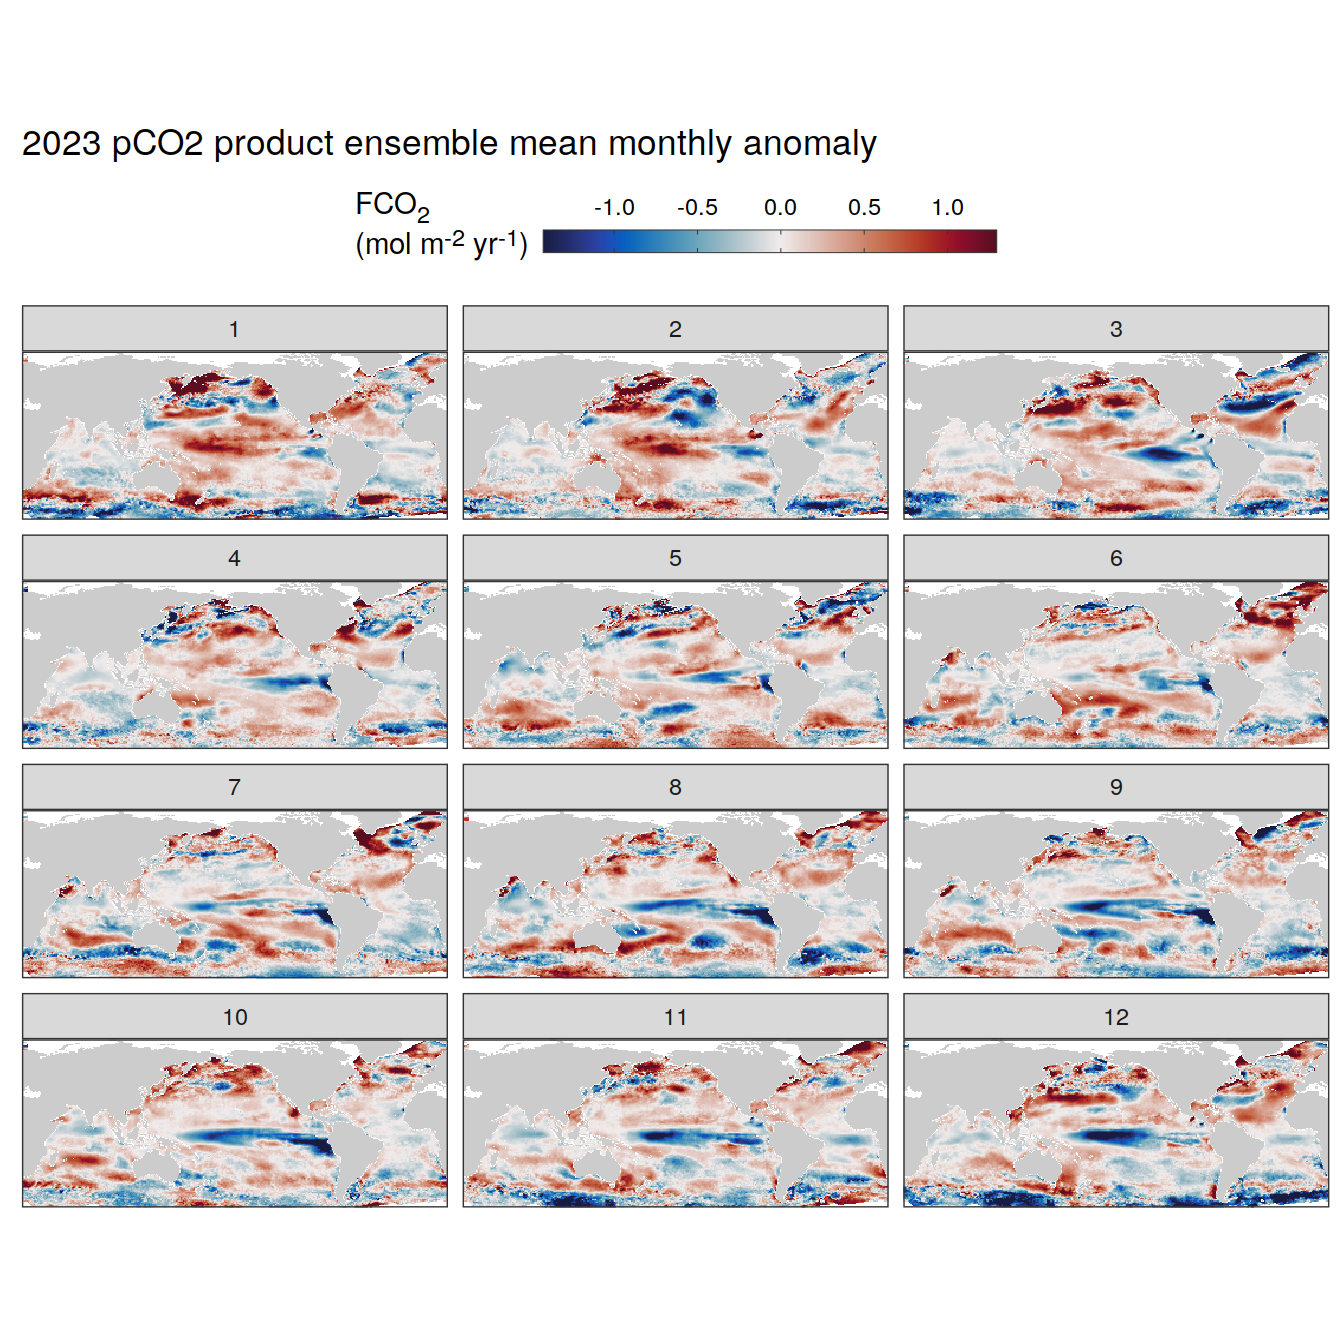 2023 pCO2 product ensemble mean monthly anomaly
FCO₂
(mol m⁻² yr⁻¹)
-1.0 -0.5 0.0 0.5 1.0
1 2 3
4 5 6
7 8 9
10 11 12